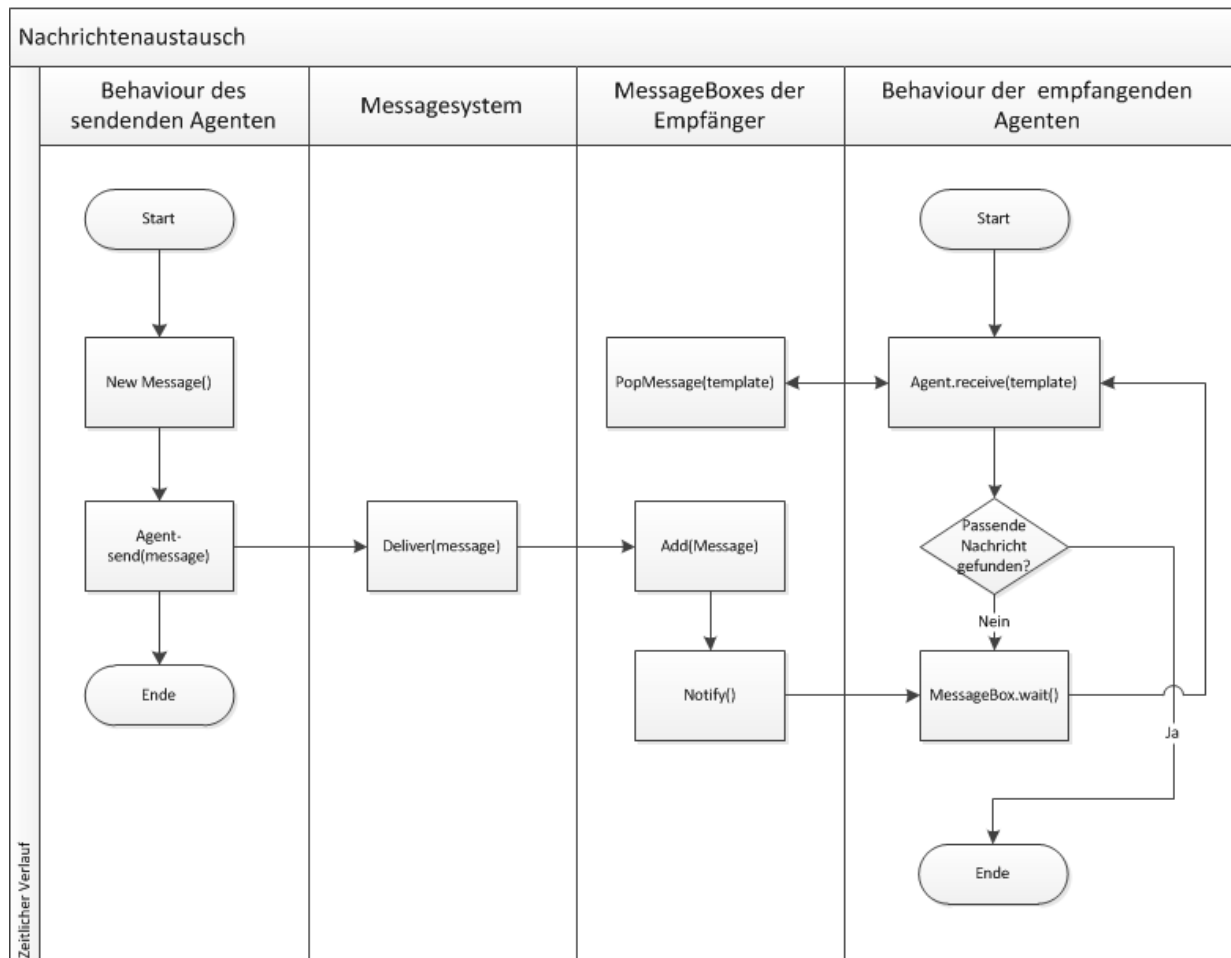 Nachrichtenaustausch
Behaviour des
sendenden Agenten
Messagesystem
MessageBoxes der
Empfänger
Behaviour der empfangenden
Agenten
Start
Start
New Message()
PopMessage(template)
Agent.receive(template)
Agent-
send(message)
Deliver(message)
Add(Message)
Passende
Nachricht
gefunden?
Nein
Ende
Notify()
MessageBox.wait()
Ja
Ende
Zeitlicher Verlauf